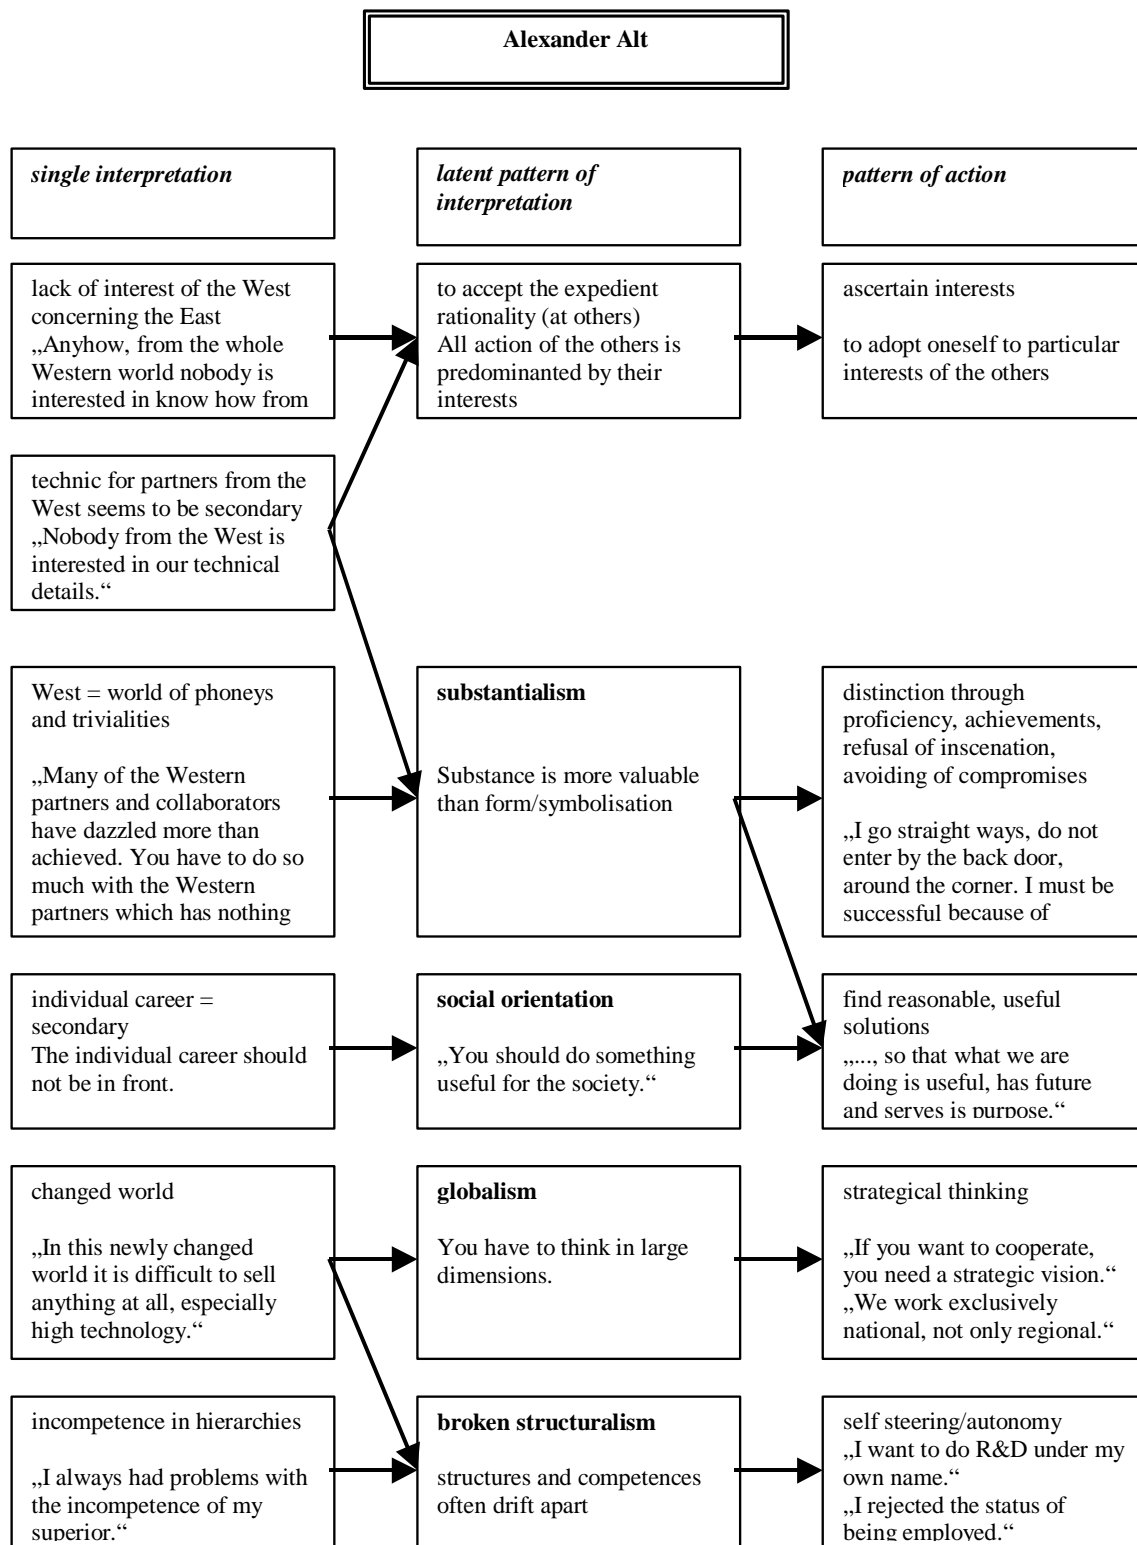 Alexander Alt
single interpretation
latent pattern of
interpretation
pattern of action
lack of interest of the West
concerning the East
„Anyhow, from the whole
Western world nobody is
interested in know how from
to accept the expedient
rationality (at others)
All action of the others is
predominanted by their
interests
ascertain interests
to adopt oneself to particular
interests of the others
technic for partners from the
West seems to be secondary
„Nobody from the West is
interested in our technical
details.“
West = world of phoneys
and trivialities
„Many of the Western
partners and collaborators
have dazzled more than
achieved. You have to do so
much with the Western
partners which has nothing
substantialism
Substance is more valuable
than form/symbolisation
distinction through
proficiency, achievements,
refusal of inscenation,
avoiding of compromises
„I go straight ways, do not
enter by the back door,
around the corner. I must be
successful because of
individual career =
secondary
The individual career should
not be in front.
social orientation
„You should do something
useful for the society.“
find reasonable, useful
solutions
„..., so that what we are
doing is useful, has future
and serves is purpose.“
changed world
„In this newly changed
world it is difficult to sell
anything at all, especially
high technology.“
globalism
You have to think in large
dimensions.
strategical thinking
„If you want to cooperate,
you need a strategic vision.“
„We work exclusively
national, not only regional.“
incompetence in hierarchies
„I always had problems with
the incompetence of my
superior.“
broken structuralism
structures and competences
often drift apart
self steering/autonomy
„I want to do R&D under my
own name.“
„I rejected the status of
being employed.“